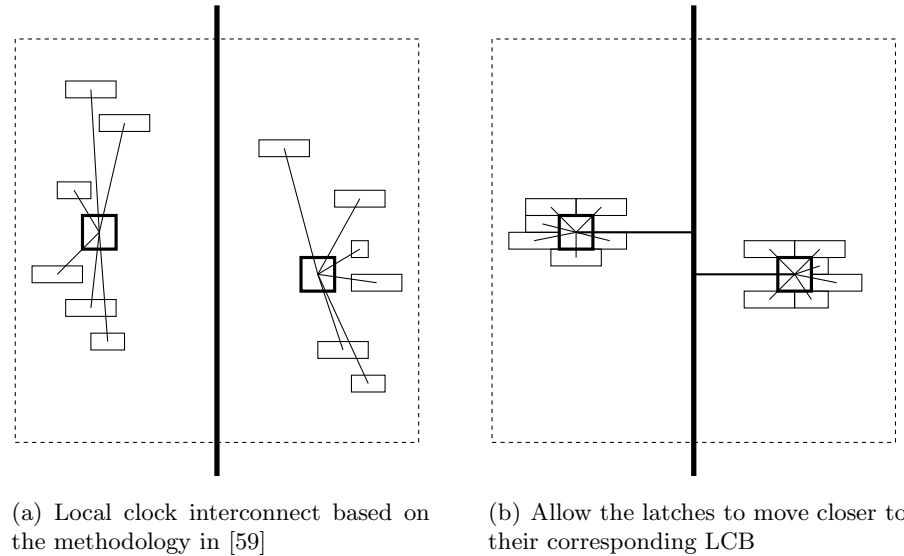 (a) Local clock interconnect based on
the methodology in [59]
(b) Allow the latches to move closer to
their corresponding LCB